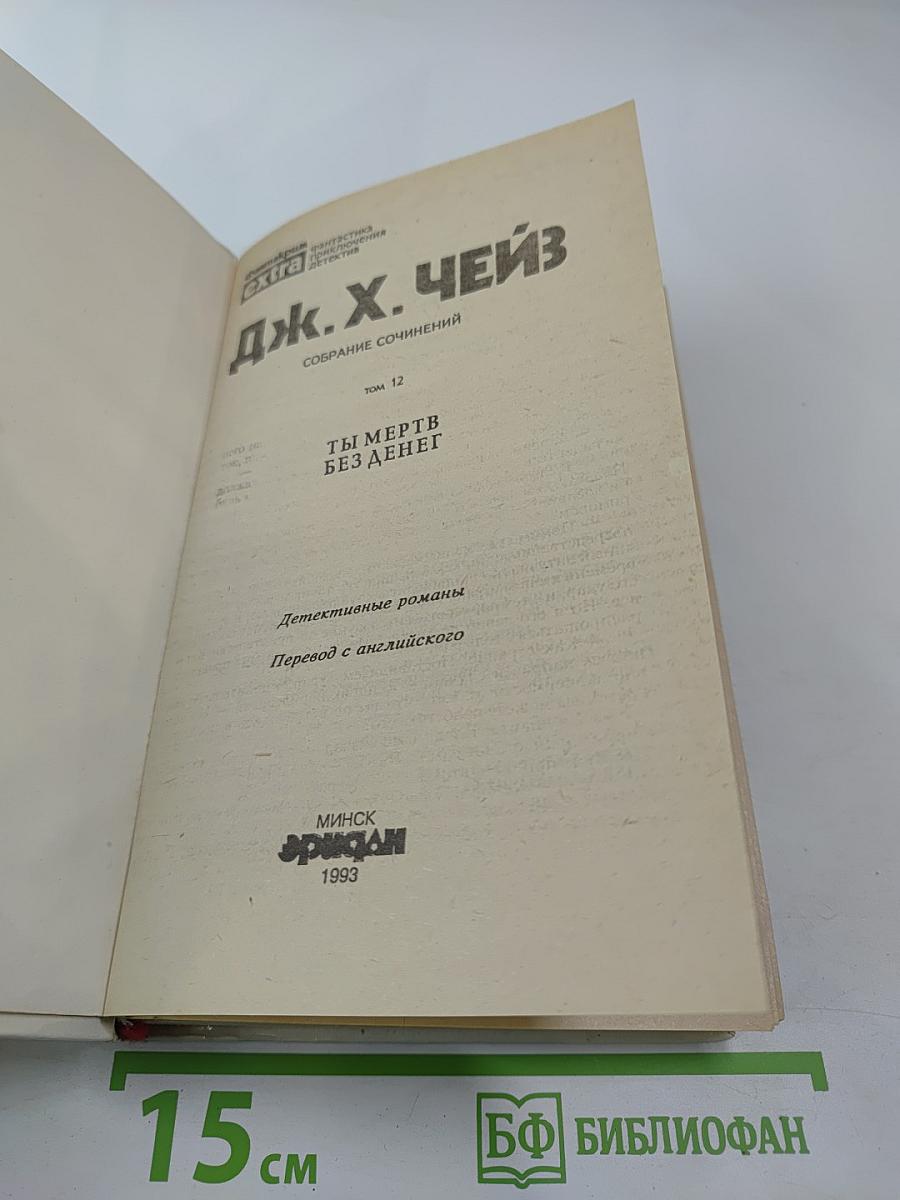 Фантакрим
extra
фантастика
приключения
детектив
ДЖ. Х. ЧЕЙЗ
СОБРАНИЕ СОЧИНЕНИЙ
ТОМ 12
ТЫ МЕРТВ
БЕЗ ДЕНЕГ
Детективные романы
Перевод с английского
МИНСК
эридан
1993
15 см
БФ БИБЛИОФАН